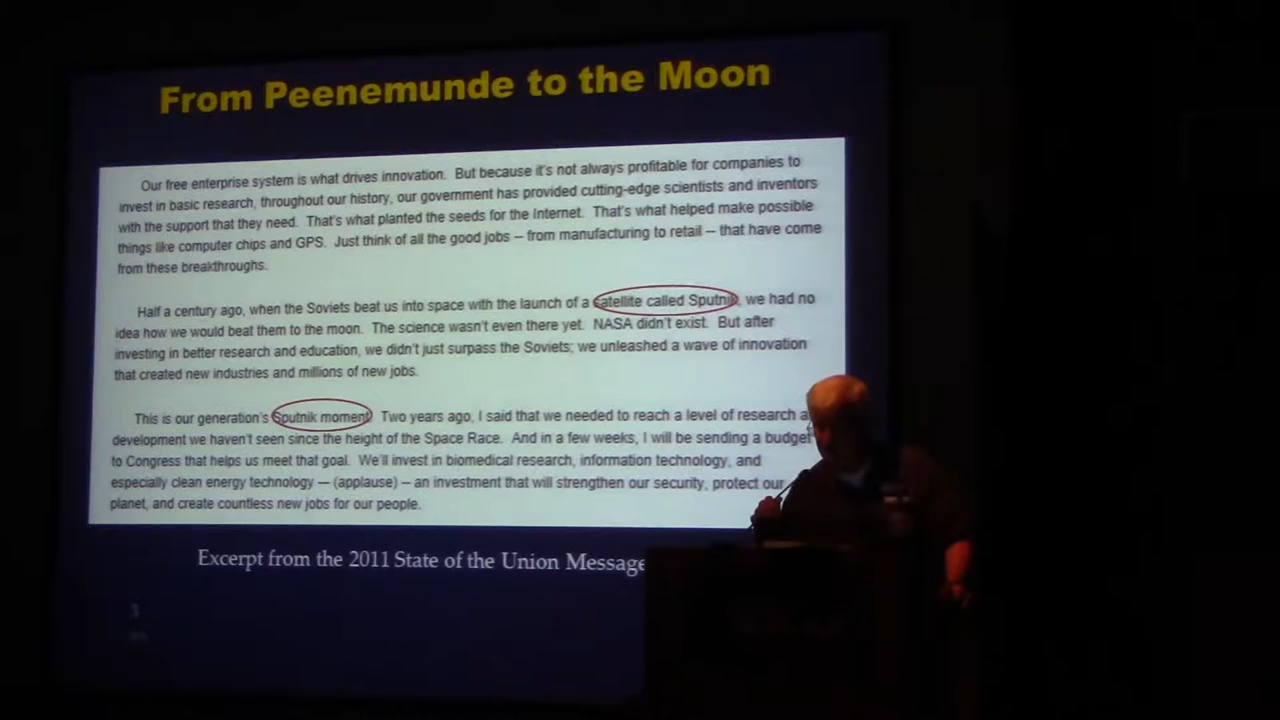 From Peenemunde to the Moon
Our free enterprise system is what drives innovation. But because it's not always profitable for companies to
invest in basic research, throughout our history, our government has provided cutting-edge scientists and inventors
with the support that they need. That's what planted the seeds for the Internet. That's what helped make possible
things like computer chips and GPS. Just think of all the good jobs – from manufacturing to retail – that have come
from these breakthroughs.
Half a century ago, when the Soviets beat us into space with the launch of a satellite called Sputnik, we had no
idea how we would beat them to the moon. The science wasn't even there yet. NASA didn't exist. But after
investing in better research and education, we didn't just surpass the Soviets; we unleashed a wave of innovation
that created new industries and millions of new jobs.
This is our generation's Sputnik moment. Two years ago, I said that we needed to reach a level of research
development we haven't seen since the height of the Space Race. And in a few weeks, I will be sending a budget
to Congress that helps us meet that goal. We'll invest in biomedical research, information technology, and
especially clean energy technology – (applause) – an investment that will strengthen our security, protect our
planet, and create countless new jobs for our people.
Excerpt from the 2011 State of the Union Message